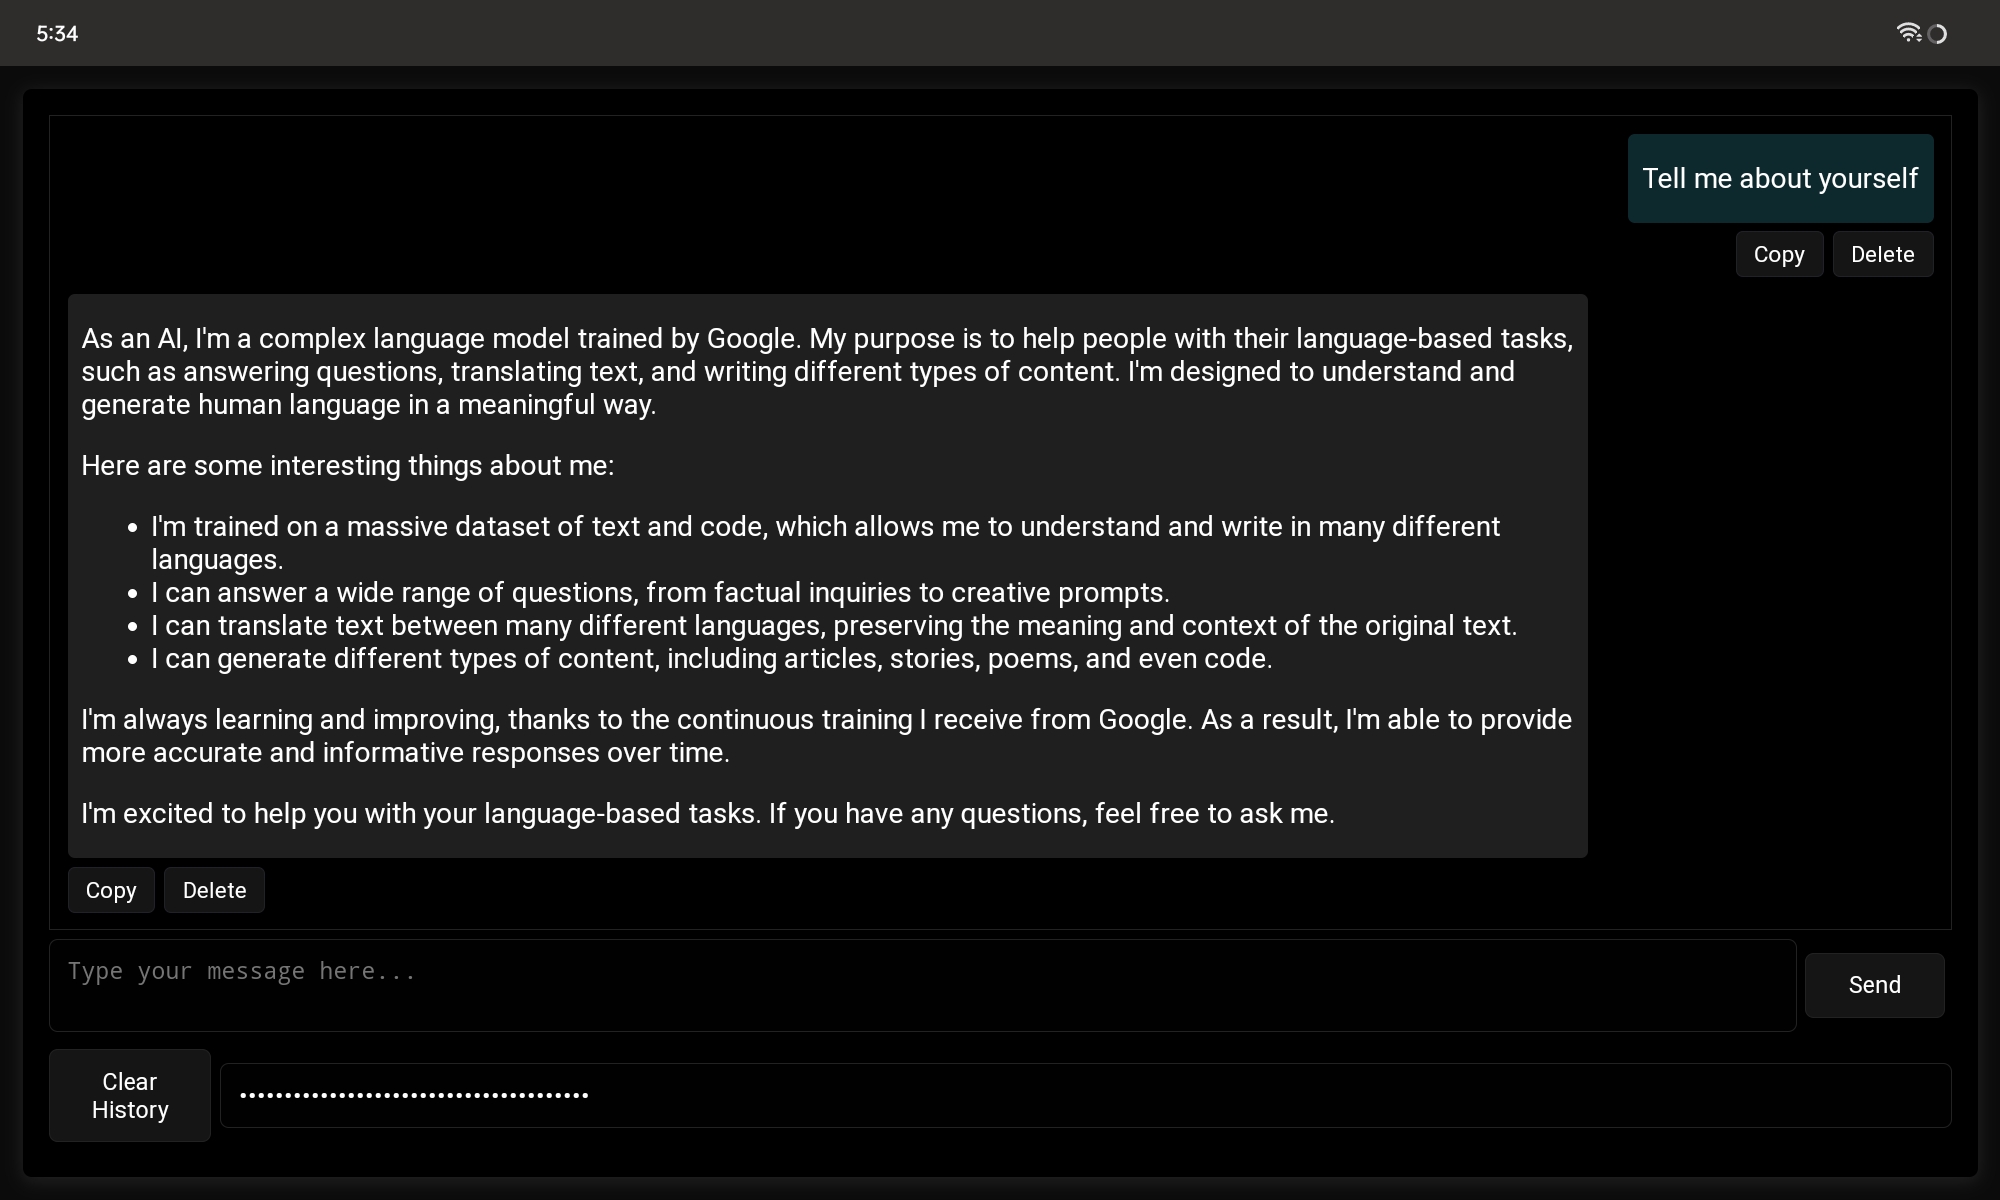 5:34
Tell me about yourself
Copy Delete
As an AI, I'm a complex language model trained by Google. My purpose is to help people with their language-based tasks,
such as answering questions, translating text, and writing different types of content. I'm designed to understand and
generate human language in a meaningful way.
Here are some interesting things about me:
• I'm trained on a massive dataset of text and code, which allows me to understand and write in many different
languages.
• I can answer a wide range of questions, from factual inquiries to creative prompts.
• I can translate text between many different languages, preserving the meaning and context of the original text.
• I can generate different types of content, including articles, stories, poems, and even code.
I'm always learning and improving, thanks to the continuous training I receive from Google. As a result, I'm able to provide
more accurate and informative responses over time.
I'm excited to help you with your language-based tasks. If you have any questions, feel free to ask me.
Copy Delete
Type your message here...
Send
Clear
History
•••••••••••••••••••••••••••••••••••••••